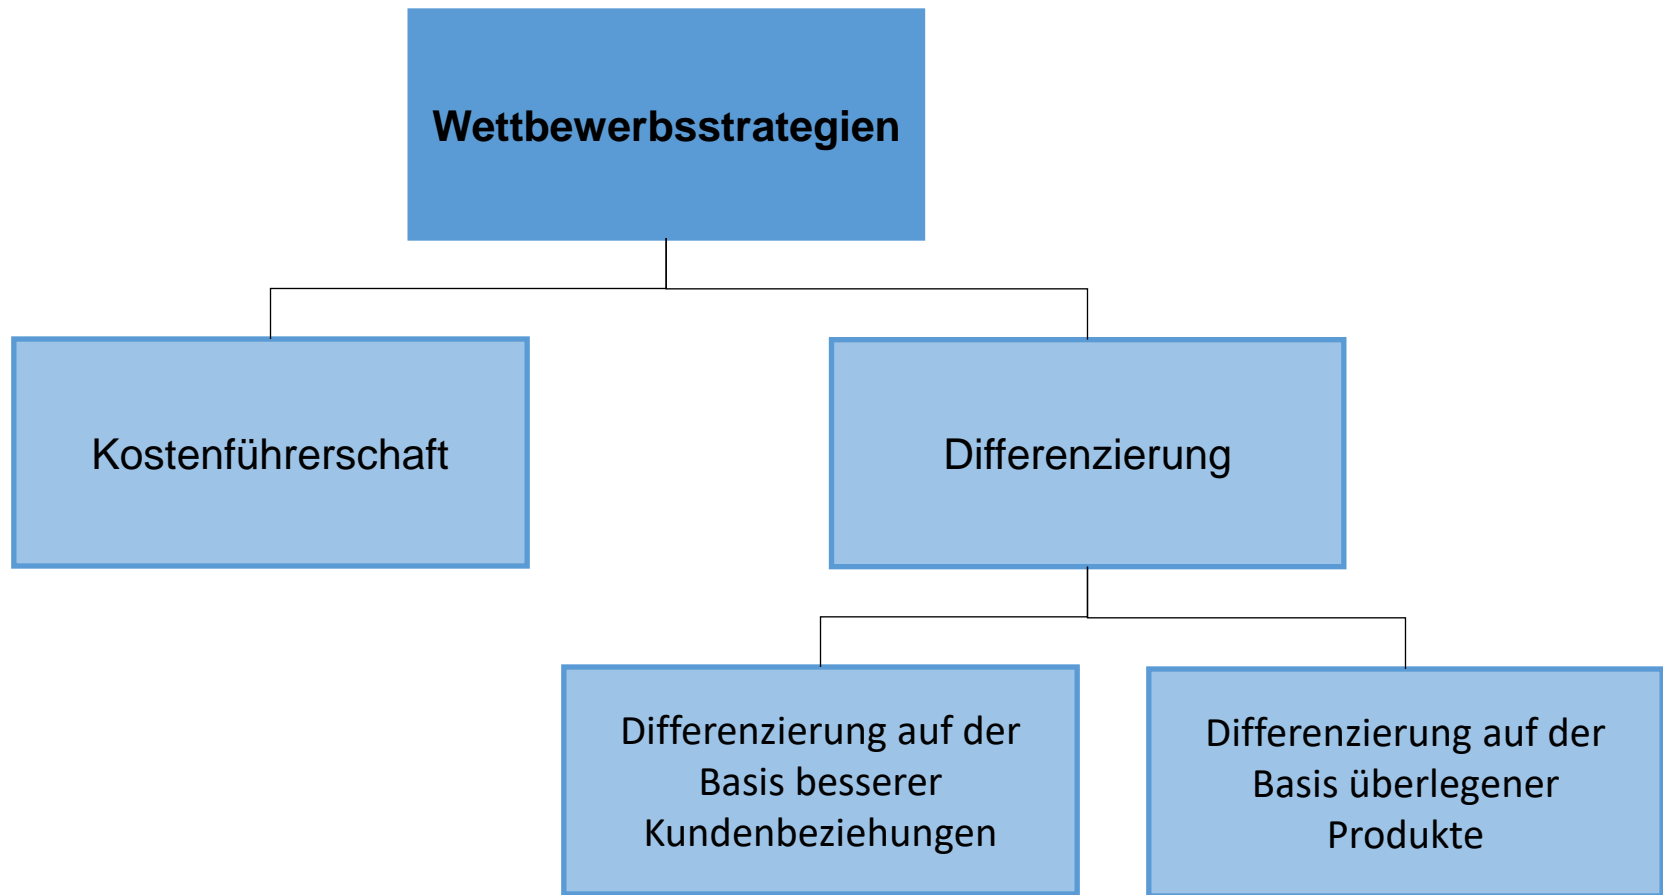 Wettbewerbsstrategien
Kostenführerschaft
Differenzierung
Differenzierung auf der
Basis besserer
Kundenbeziehungen
Differenzierung auf der
Basis überlegener
Produkte